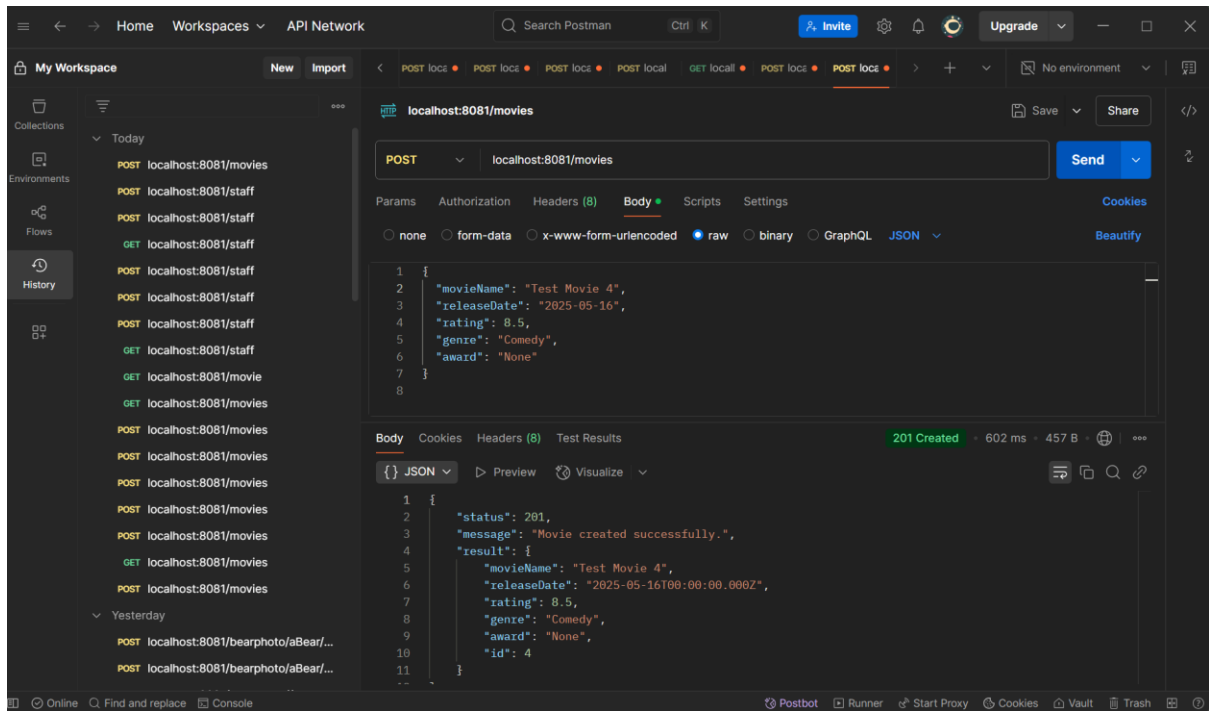 Home Workspaces API Network Search Postman Ctrl K Invite Upgrade
My Workspace New Import POST loca POST loca POST loca POST local GET locall POST loca POST loca No environment
Collections
Environments
Flows
History
Today
POST localhost:8081/movies
POST localhost:8081/staff
POST localhost:8081/staff
GET localhost:8081/staff
POST localhost:8081/staff
POST localhost:8081/staff
POST localhost:8081/staff
GET localhost:8081/staff
GET localhost:8081/movie
GET localhost:8081/movies
POST localhost:8081/movies
POST localhost:8081/movies
POST localhost:8081/movies
POST localhost:8081/movies
POST localhost:8081/movies
GET localhost:8081/movies
POST localhost:8081/movies
Yesterday
POST localhost:8081/bearphoto/aBear/...
POST localhost:8081/bearphoto/aBear/...
HTTP localhost:8081/movies Save Share
POST localhost:8081/movies Send
Params Authorization Headers (8) Body Scripts Settings Cookies
none form-data x-www-form-urlencoded raw binary GraphQL JSON Beautify
1 {
2 "movieName": "Test Movie 4",
3 "releaseDate": "2025-05-16",
4 "rating": 8.5,
5 "genre": "Comedy",
6 "award": "None"
7 }
8
Body Cookies Headers (8) Test Results 201 Created 602 ms 457 B
{} JSON Preview Visualize
1 {
2 "status": 201,
3 "message": "Movie created successfully.",
4 "result": {
5 "movieName": "Test Movie 4",
6 "releaseDate": "2025-05-16T00:00:00.000Z",
7 "rating": 8.5,
8 "genre": "Comedy",
9 "award": "None",
10 "id": 4
11 }
Online Find and replace Console Postbot Runner Start Proxy Cookies Vault Trash